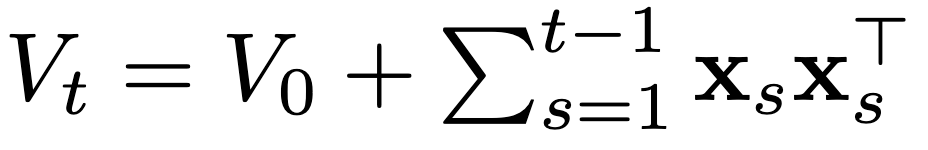 $V_t = V_0 + \sum_{s=1}^{t-1} \mathbf{x}_s \mathbf{x}_s^\top$